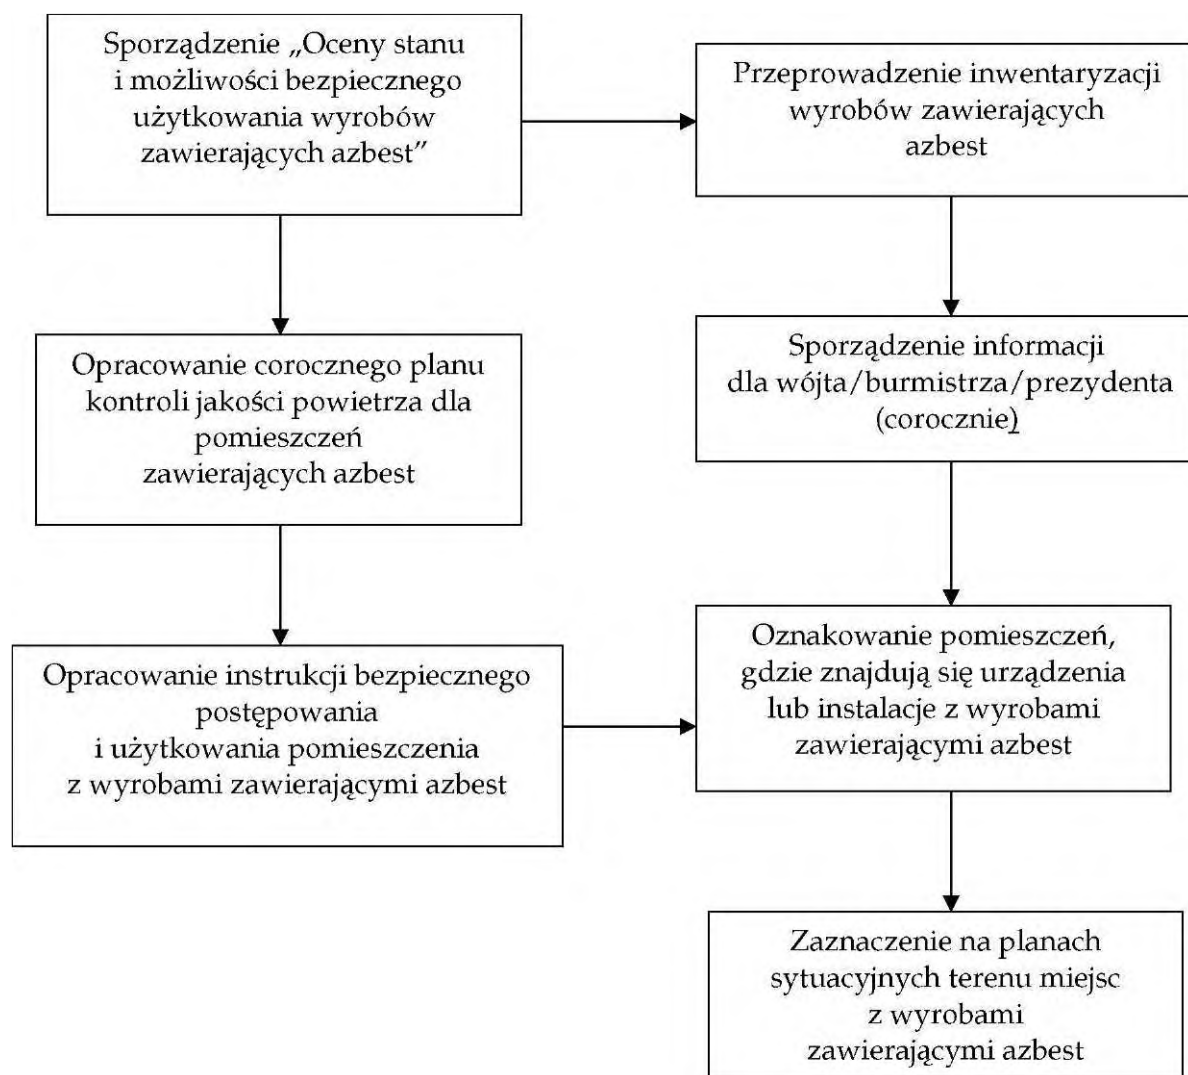 Sporządzenie „Oceny stanu
i możliwości bezpiecznego
użytkowania wyrobów
zawierających azbest”
Przeprowadzenie inwentaryzacji
wyrobów zawierających
azbest
Opracowanie corocznego planu
kontroli jakości powietrza dla
pomieszczeń
zawierających azbest
Sporządzenie informacji
dla wójta/burmistrza/prezydenta
(corocznie)
Opracowanie instrukcji bezpiecznego
postępowania
i użytkowania pomieszczenia
z wyrobami zawierającymi azbest
Oznakowanie pomieszczeń,
gdzie znajdują się urządzenia
lub instalacje z wyrobami
zawierającymi azbest
Zaznaczenie na planach
sytuacyjnych terenu miejsc
z wyrobami
zawierającymi azbest